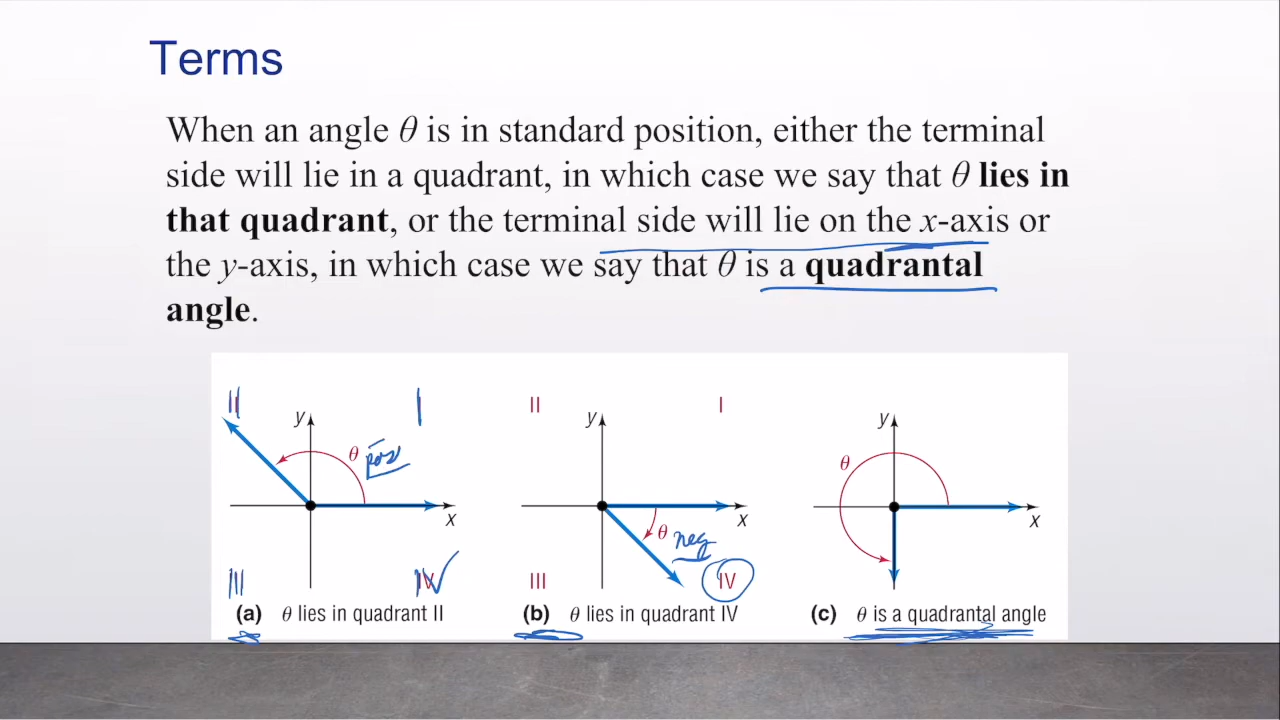 Terms
When an angle θ is in standard position, either the terminal
side will lie in a quadrant, in which case we say that θ lies in
that quadrant, or the terminal side will lie on the x-axis or
the y-axis, in which case we say that θ is a quadrantal
angle.
II I
y
θ pos
x
III IV
(a) θ lies in quadrant II
II I
y
x
θ neg
III IV
(b) θ lies in quadrant IV
y
θ
x
(c) θ is a quadrantal angle